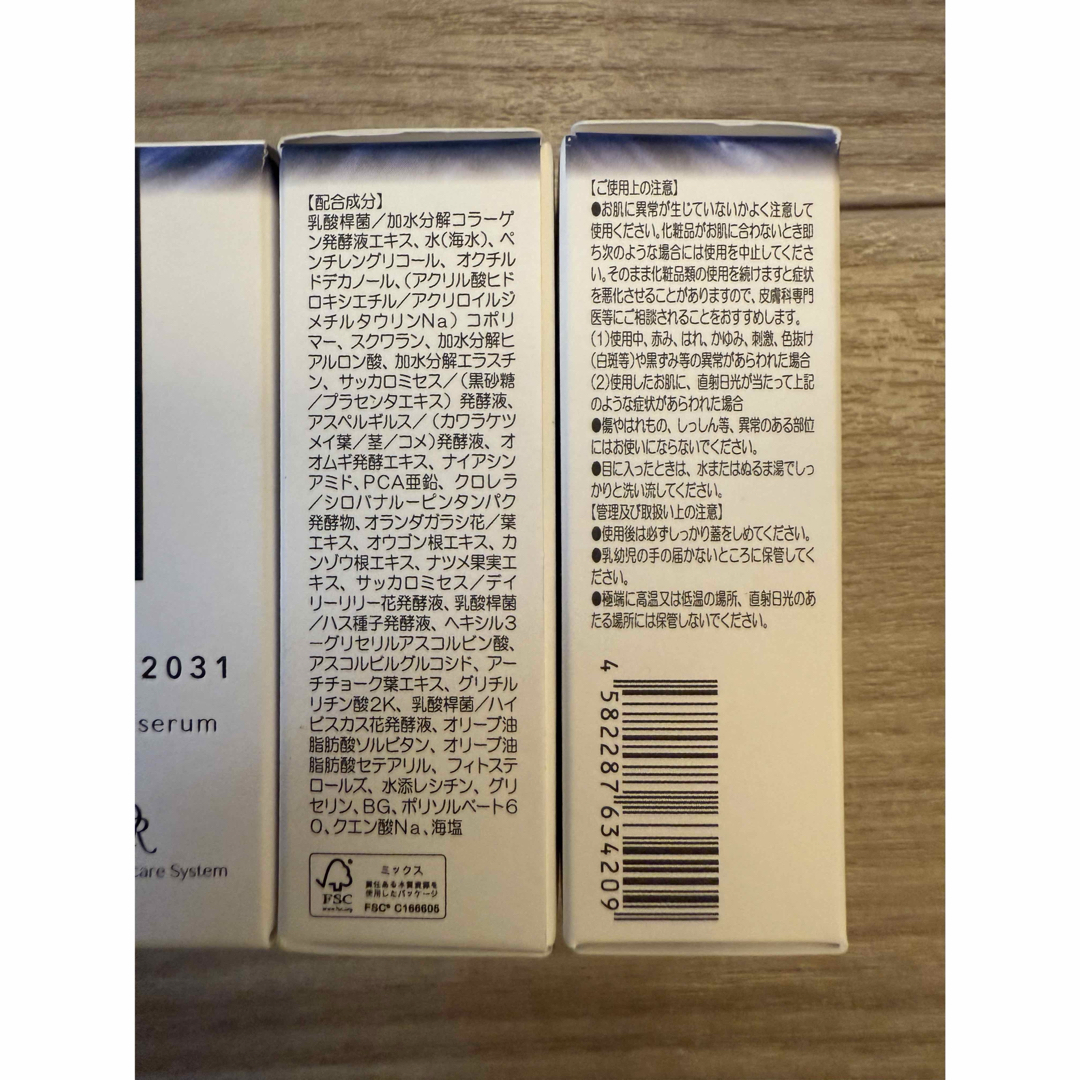 2031
serum
are System
【配合成分】
乳酸桿菌/加水分解コラーゲ
ン発酵液エキス、水(海水)、ペ
ンチレングリコール、オクチル
ドデカノール、(アクリル酸ヒド
ロキシエチル/アクリロイルジ
メチルタウリンNa)コポリ
マー、スクワラン、加水分解ヒ
アルロン酸、加水分解エラスチ
ン、サッカロミセス/(黒砂糖
/プラセンタエキス)発酵液、
アスペルギルス/(カワラケツ
メイ葉/茎/コメ)発酵液、オ
オムギ発酵エキス、ナイアシン
アミド、PCA亜鉛、クロレラ
/シロバナルーピンタンパク
発酵物、オランダガラシ花/葉
エキス、オウゴン根エキス、カ
ンゾウ根エキス、ナツメ果実エ
キス、サッカロミセス/デイ
リーリリー花発酵液、乳酸桿菌
/ハス種子発酵液、ヘキシル3
ーグリセリルアスコルビン酸、
アスコルビルグルコシド、アー
チチョーク葉エキス、グリチル
リチン酸2K、乳酸桿菌/ハイ
ビスカス花発酵液、オリーブ油
脂肪酸ソルビタン、オリーブ油
脂肪酸セテアリル、フィトステ
ロールズ、水添レシチン、グリ
セリン、BG、ポリソルベート6
0、クエン酸Na、海塩
FSC
www.fsc.org
ミックス
責任ある木質資源を
使用したパッケージ
FSC® C166605
【ご使用上の注意】
●お肌に異常が生じていないかよく注意して
使用ください。化粧品がお肌に合わないとき即
ち次のような場合には使用を中止してくださ
い。そのまま化粧品類の使用を続けますと症状
を悪化させることがありますので、皮膚科専門
医等にご相談されることをおすすめします。
(1)使用中、赤み、はれ、かゆみ、刺激、色抜け
(白斑等)や黒ずみ等の異常があらわれた場合
(2)使用したお肌に、直射日光が当たって上記
のような症状があらわれた場合
●傷やはれもの、しっしん等、異常のある部位
にはお使いにならないでください。
●目に入ったときは、水またはぬるま湯でしっ
かりと洗い流してください。
【管理及び取扱い上の注意】
●使用後は必ずしっかり蓋をしめてください。
●乳幼児の手の届かないところに保管してく
ださい。
●極端に高温又は低温の場所、直射日光のあ
たる場所には保管しないでください。
4 582287 634209